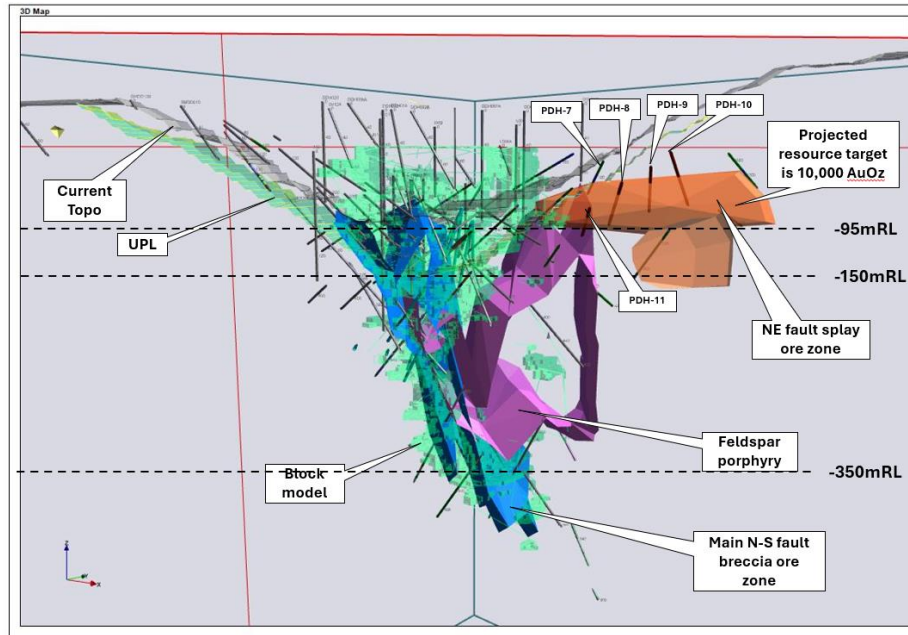 3D Map
PDH-7
PDH-8
PDH-9
PDH-10
Projected
resource target
is 10,000 AuOz
Current
Topo
UPL
-95mRL
-150mRL
PDH-11
NE fault splay
ore zone
Feldspar
porphyry
Block
model
-350mRL
Main N-S fault
breccia ore
zone
Z
Y
X